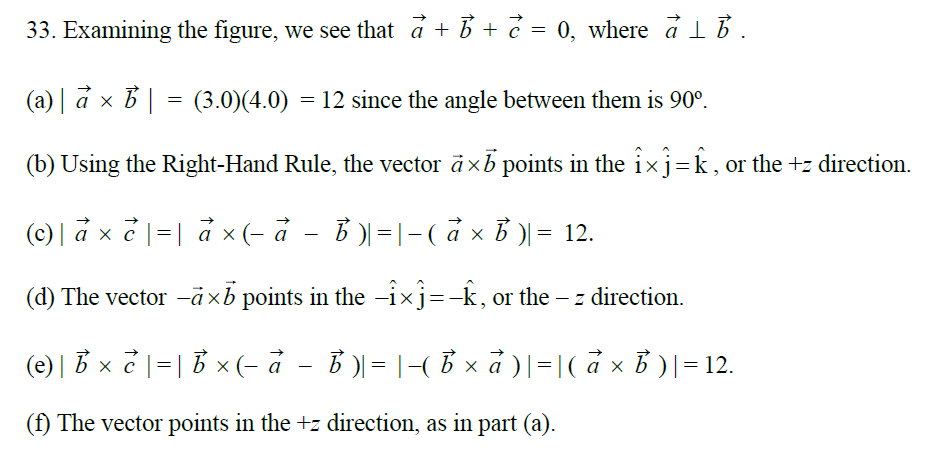 33. Examining the figure, we see that a⃗ + b⃗ + c⃗ = 0, where a⃗ ⊥ b⃗ .
(a) | a⃗ × b⃗ | = (3.0)(4.0) = 12 since the angle between them is 90º.
(b) Using the Right-Hand Rule, the vector a⃗×b⃗ points in the î×ĵ=k̂, or the +z direction.
(c) | a⃗ × c⃗ |=| a⃗ ×(− a⃗ − b⃗ )|=|−( a⃗ × b⃗ )|= 12.
(d) The vector −a⃗×b⃗ points in the −î×ĵ=−k̂, or the − z direction.
(e) | b⃗ × c⃗ |=| b⃗ ×(− a⃗ − b⃗ )|= |−( b⃗ × a⃗ )|=|( a⃗ × b⃗ )|= 12.
(f) The vector points in the +z direction, as in part (a).